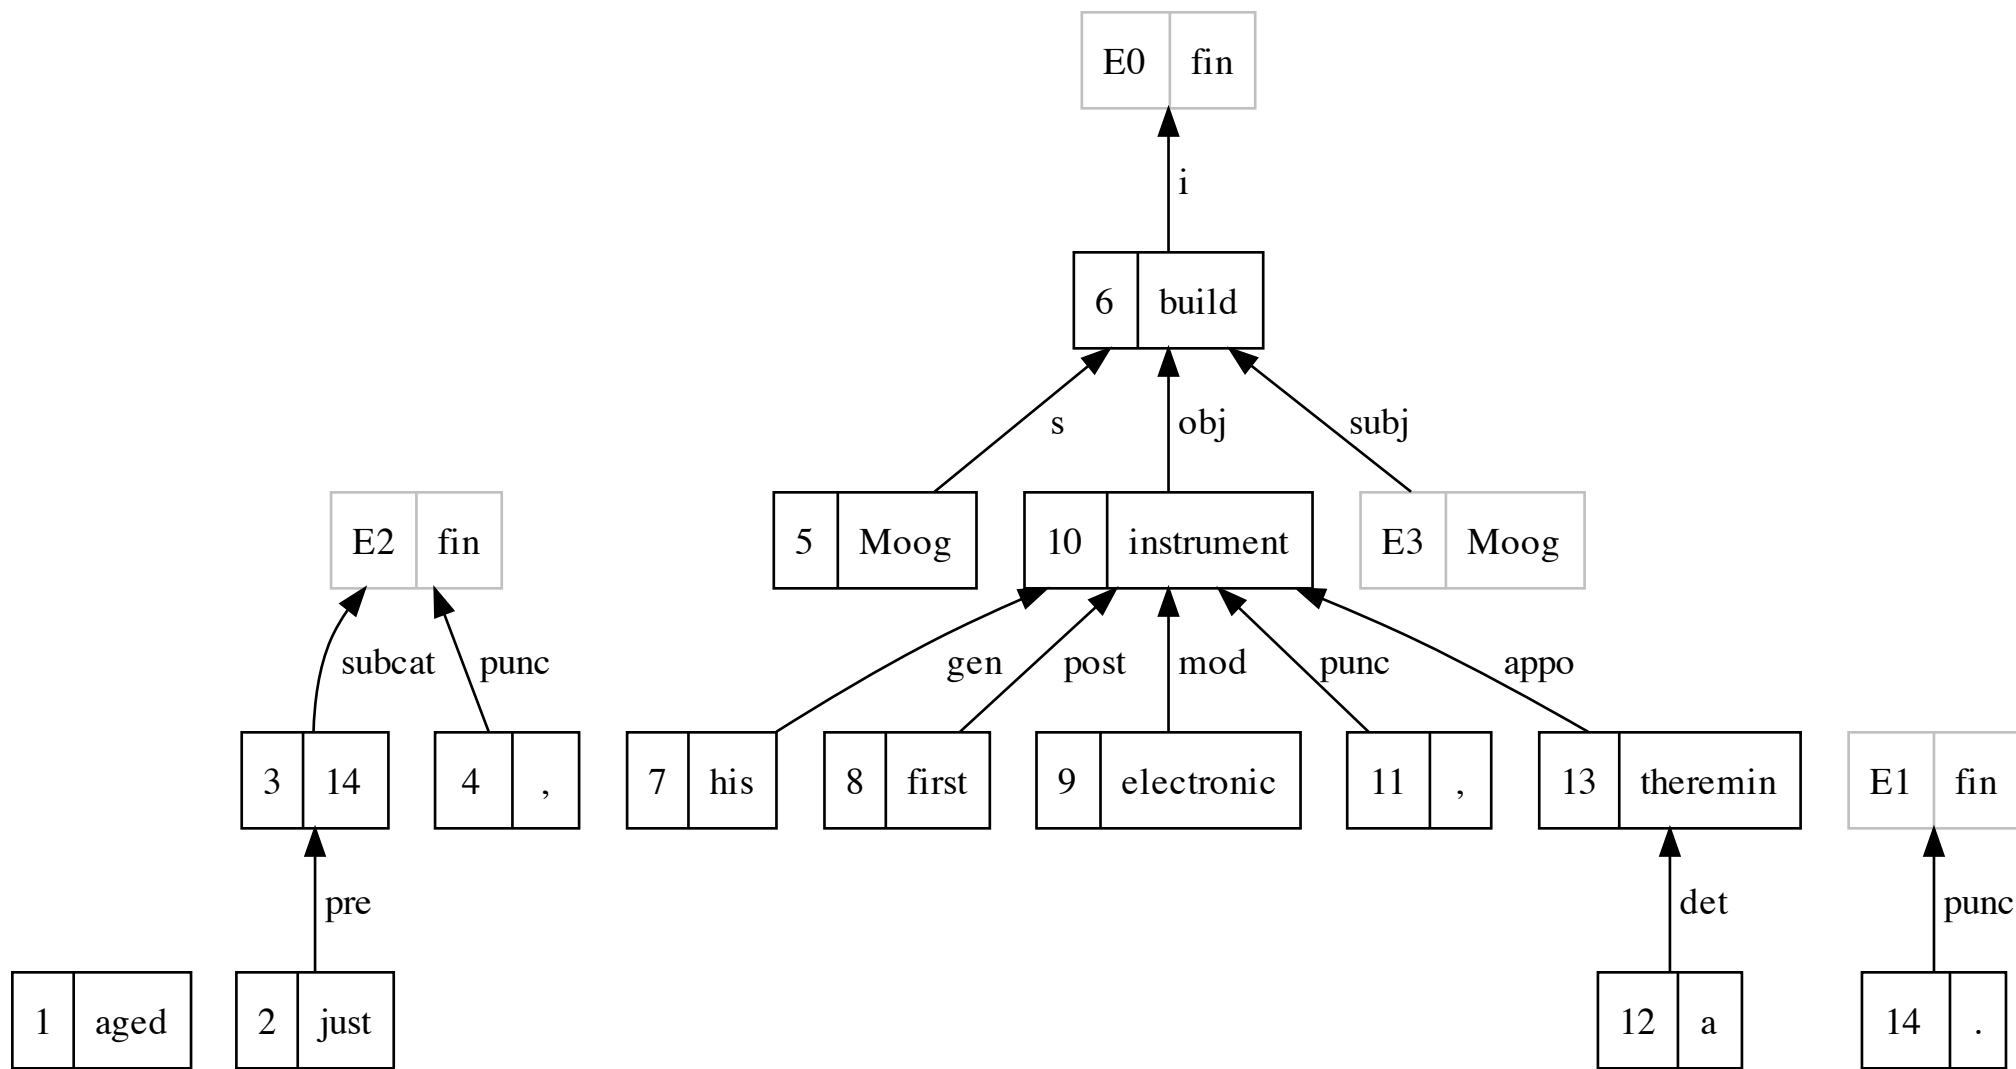 E0 fin
i
6 build
s obj subj
E2 fin 5 Moog 10 instrument E3 Moog
subcat punc gen post mod punc appo
3 14 4 , 7 his 8 first 9 electronic 11 , 13 theremin E1 fin
pre det punc
1 aged 2 just 12 a 14 .